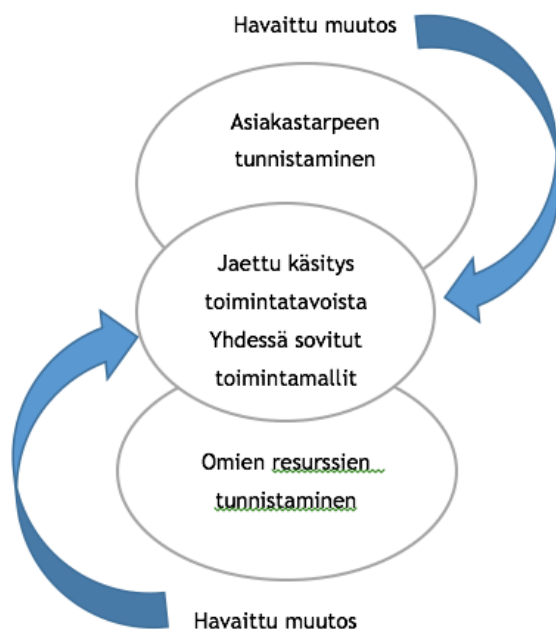 Havaittu muutos
Asiakastarpeen
tunnistaminen
Jaettu käsitys
toimintatavoista
Yhdessä sovitut
toimintamallit
Omien resurssien
tunnistaminen
Havaittu muutos